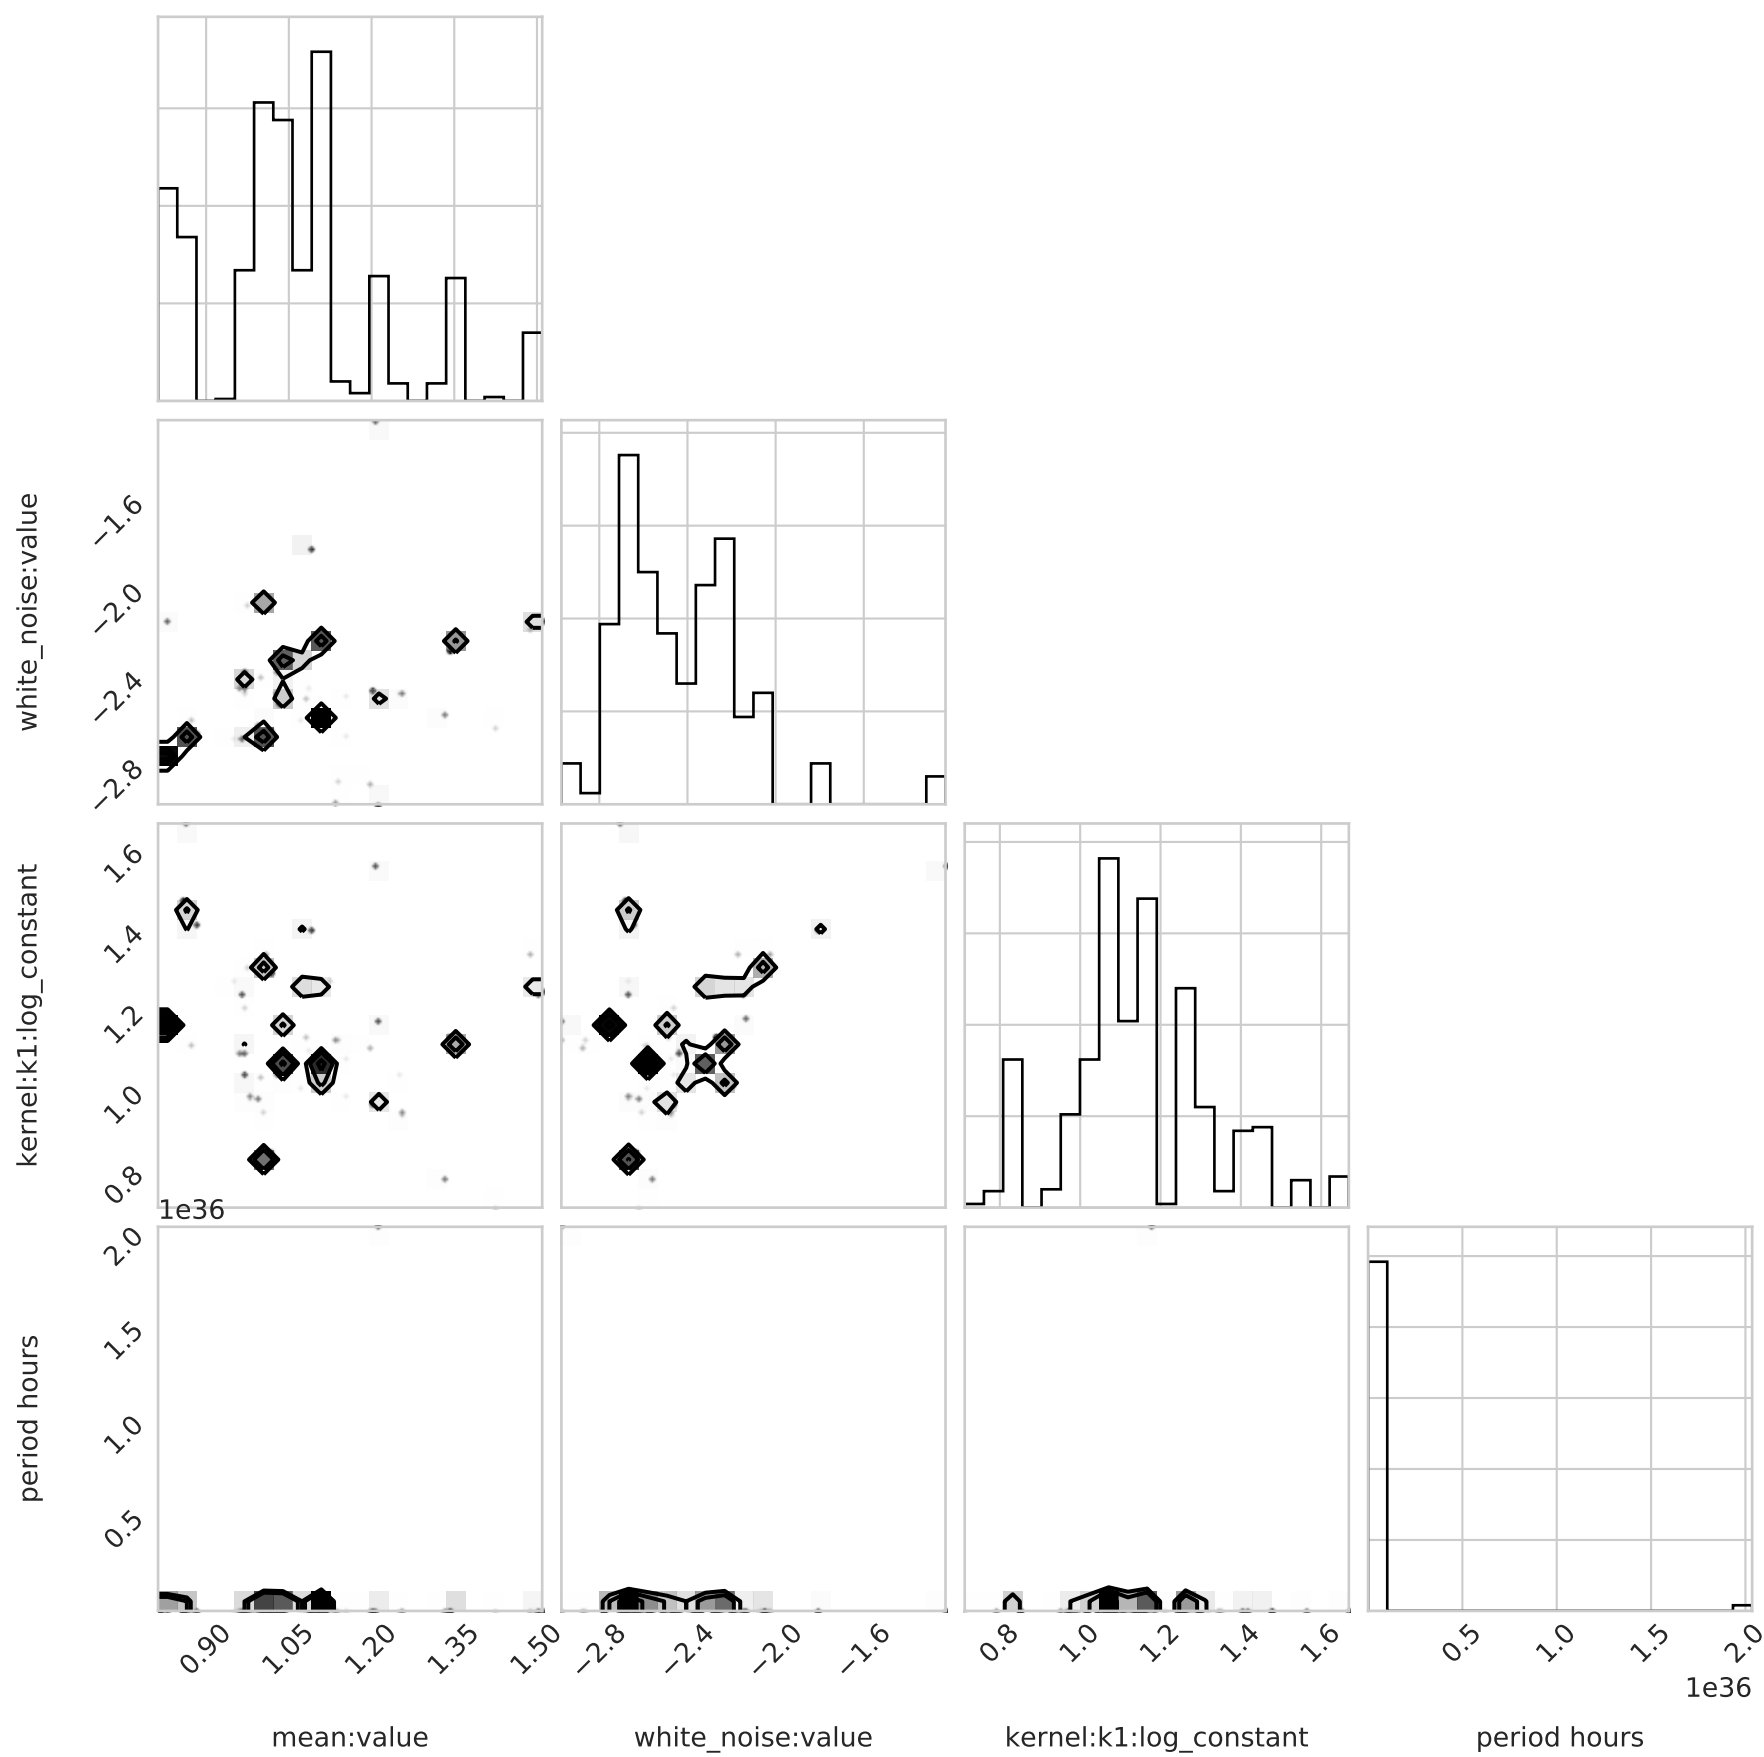 white_noise:value
−1.6
−2.0
−2.4
−2.8
kernel:k1:log_constant
1.6
1.4
1.2
1.0
0.8
1e36
period hours
2.0
1.5
1.0
0.5
0.90 1.05 1.20 1.35 1.50 −2.8 −2.4 −2.0 −1.6 0.8 1.0 1.2 1.4 1.6 0.5 1.0 1.5 2.0
1e36
mean:value white_noise:value kernel:k1:log_constant period hours